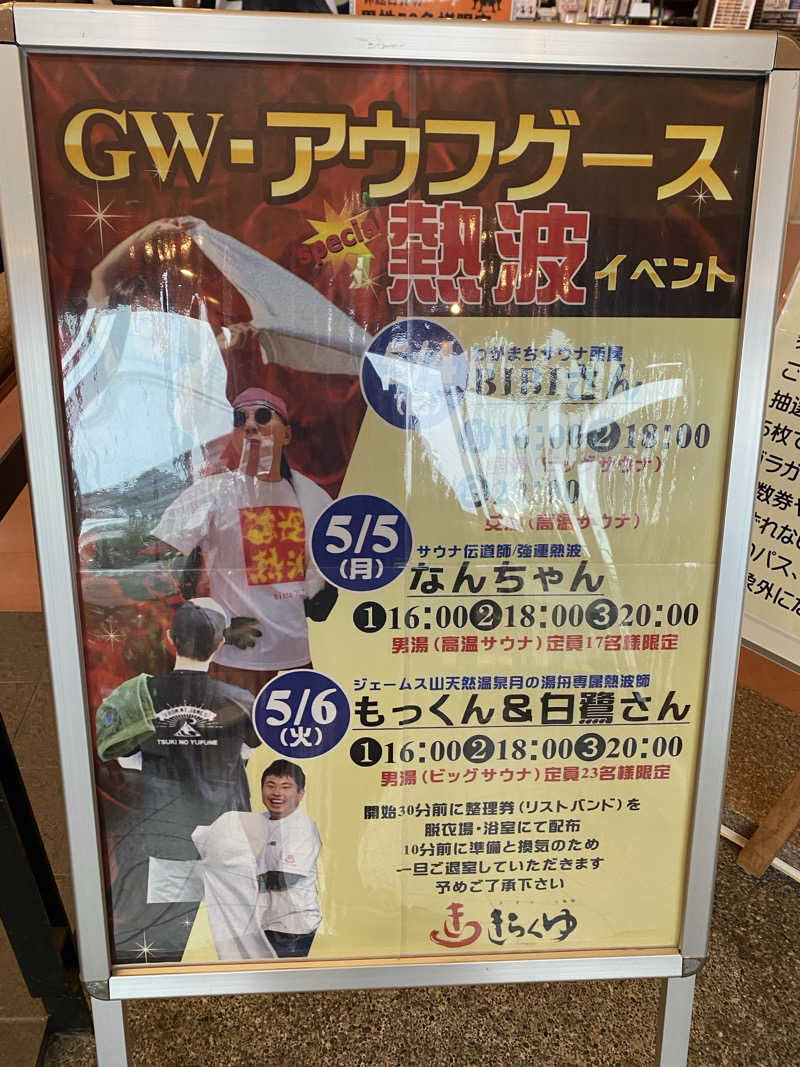 GW・アウフグース
special 熱波 イベント
わがまちサウナ所属
BIBIさん
16:00❷18:00
男湯(ビッグサウナ)
女湯(高温サウナ)
5/5
(月)
サウナ伝道師/強運熱波
なんちゃん
❶16:00❷18:00❸20:00
男湯(高温サウナ)定員17名様限定
5/6
(火)
ジェームス山天然温泉月の湯舟専属熱波師
もっくん&白鷺さん
❶16:00❷18:00❸20:00
男湯(ビッグサウナ)定員23名様限定
開始30分前に整理券(リストバンド)を
脱衣場・浴室にて配布
10分前に準備と換気のため
一旦ご退室していただきます
予めご了承下さい
きらくゆ
強運
熱波
TSUKI NO YUFUNE